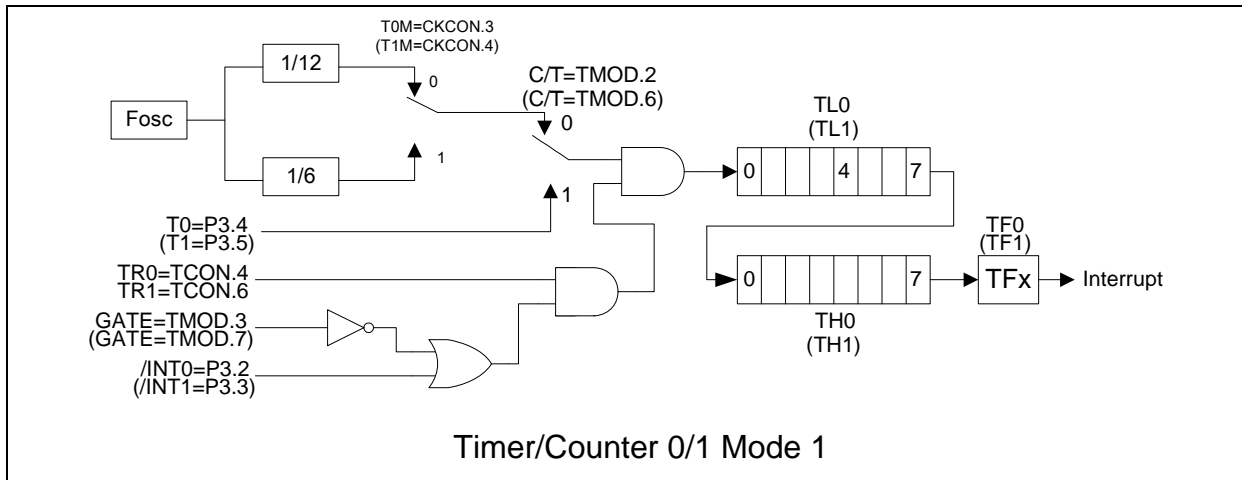 T0M=CKCON.3
(T1M=CKCON.4)
1/12
0
C/T=TMOD.2
(C/T=TMOD.6)
Fosc
0
TL0
(TL1)
1
1/6
0 4 7
1
T0=P3.4
(T1=P3.5)
TF0
(TF1)
TR0=TCON.4
TR1=TCON.6
0 7
TFx
Interrupt
GATE=TMOD.3
(GATE=TMOD.7)
TH0
(TH1)
/INT0=P3.2
(/INT1=P3.3)
Timer/Counter 0/1 Mode 1